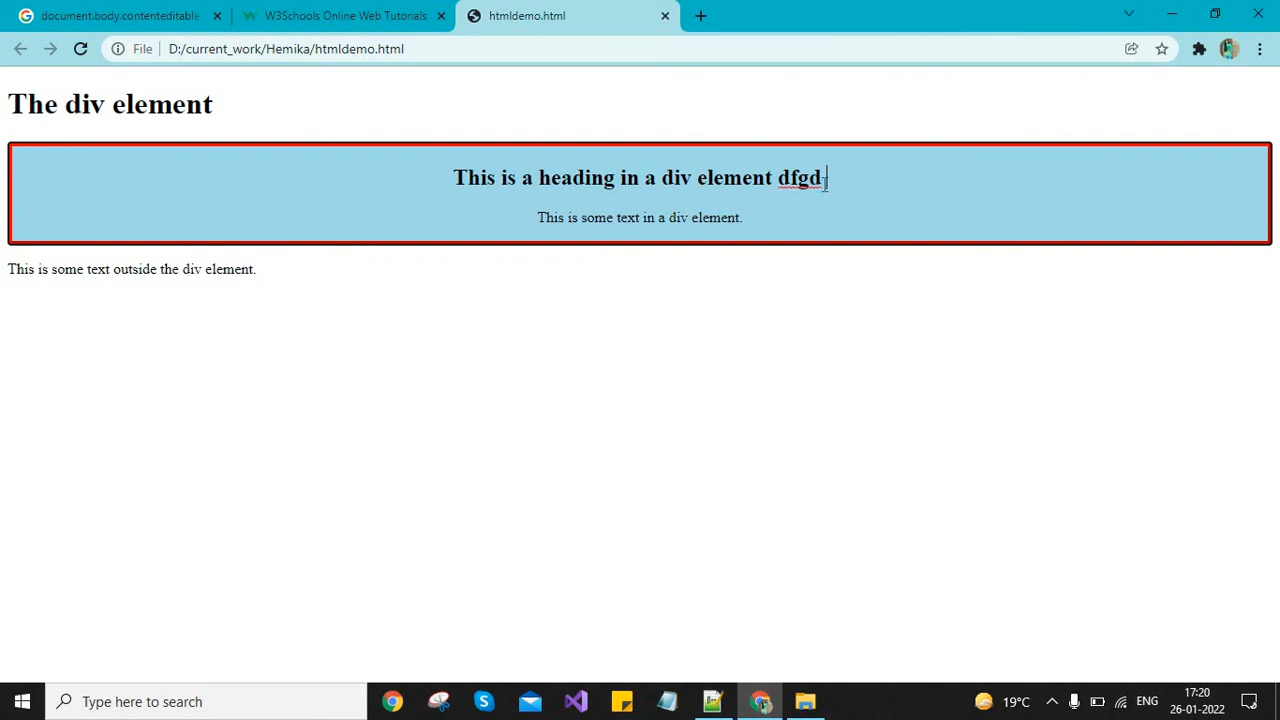 document.body.contenteditable
W3Schools Online Web Tutorials
htmldemo.html
File
D:/current_work/Hemika/htmldemo.html
The div element
This is a heading in a div element dfgd
This is some text in a div element.
This is some text outside the div element.
Type here to search
19°C
ENG
17:20
26-01-2022